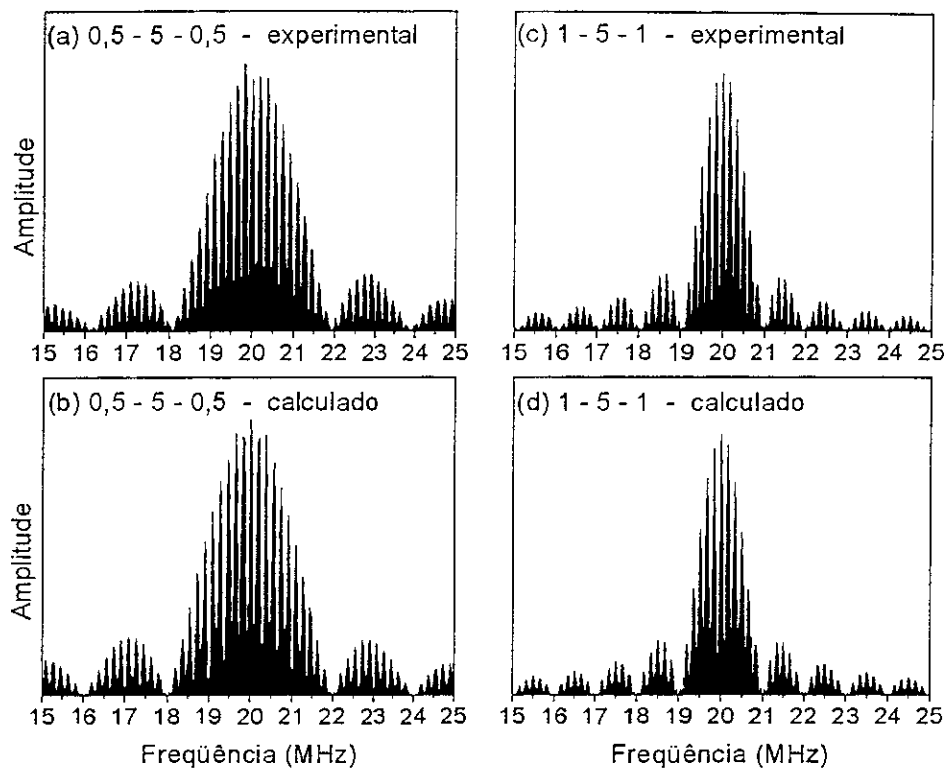 (a) 0,5 - 5 - 0,5 - experimental
Amplitude
15 16 17 18 19 20 21 22 23 24 25
(c) 1 - 5 - 1 - experimental
15 16 17 18 19 20 21 22 23 24 25
(b) 0,5 - 5 - 0,5 - calculado
Amplitude
15 16 17 18 19 20 21 22 23 24 25
Freqüência (MHz)
(d) 1 - 5 - 1 - calculado
15 16 17 18 19 20 21 22 23 24 25
Freqüência (MHz)